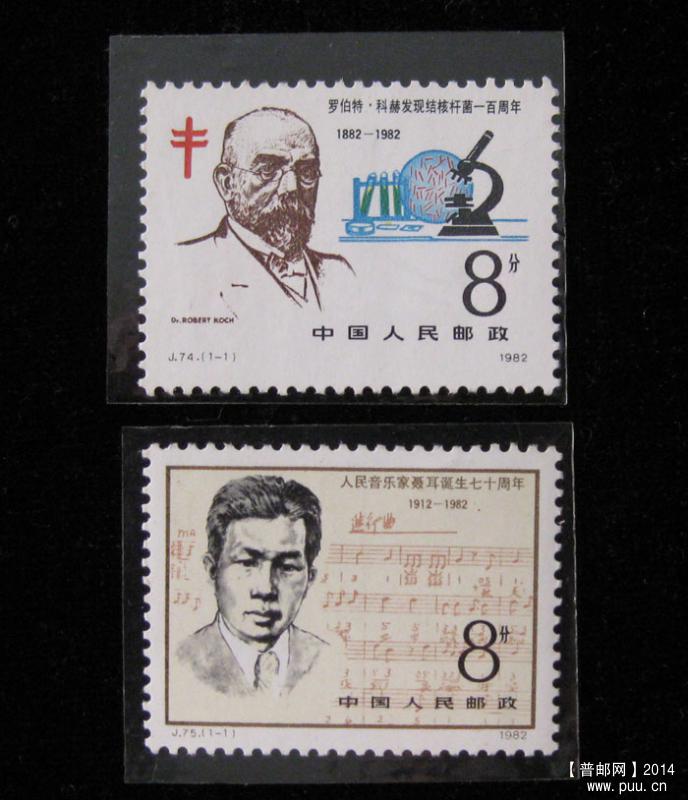 罗伯特·科赫发现结核杆菌一百周年
1882-1982
8分
Dr. ROBERT KOCH
中国人民邮政
J.74.(1-1)
1982
人民音乐家聂耳诞生七十周年
1912-1982
进行曲
8分
中国人民邮政
J.75.(1-1)
1982
【普邮网】2014
www.puu.cn